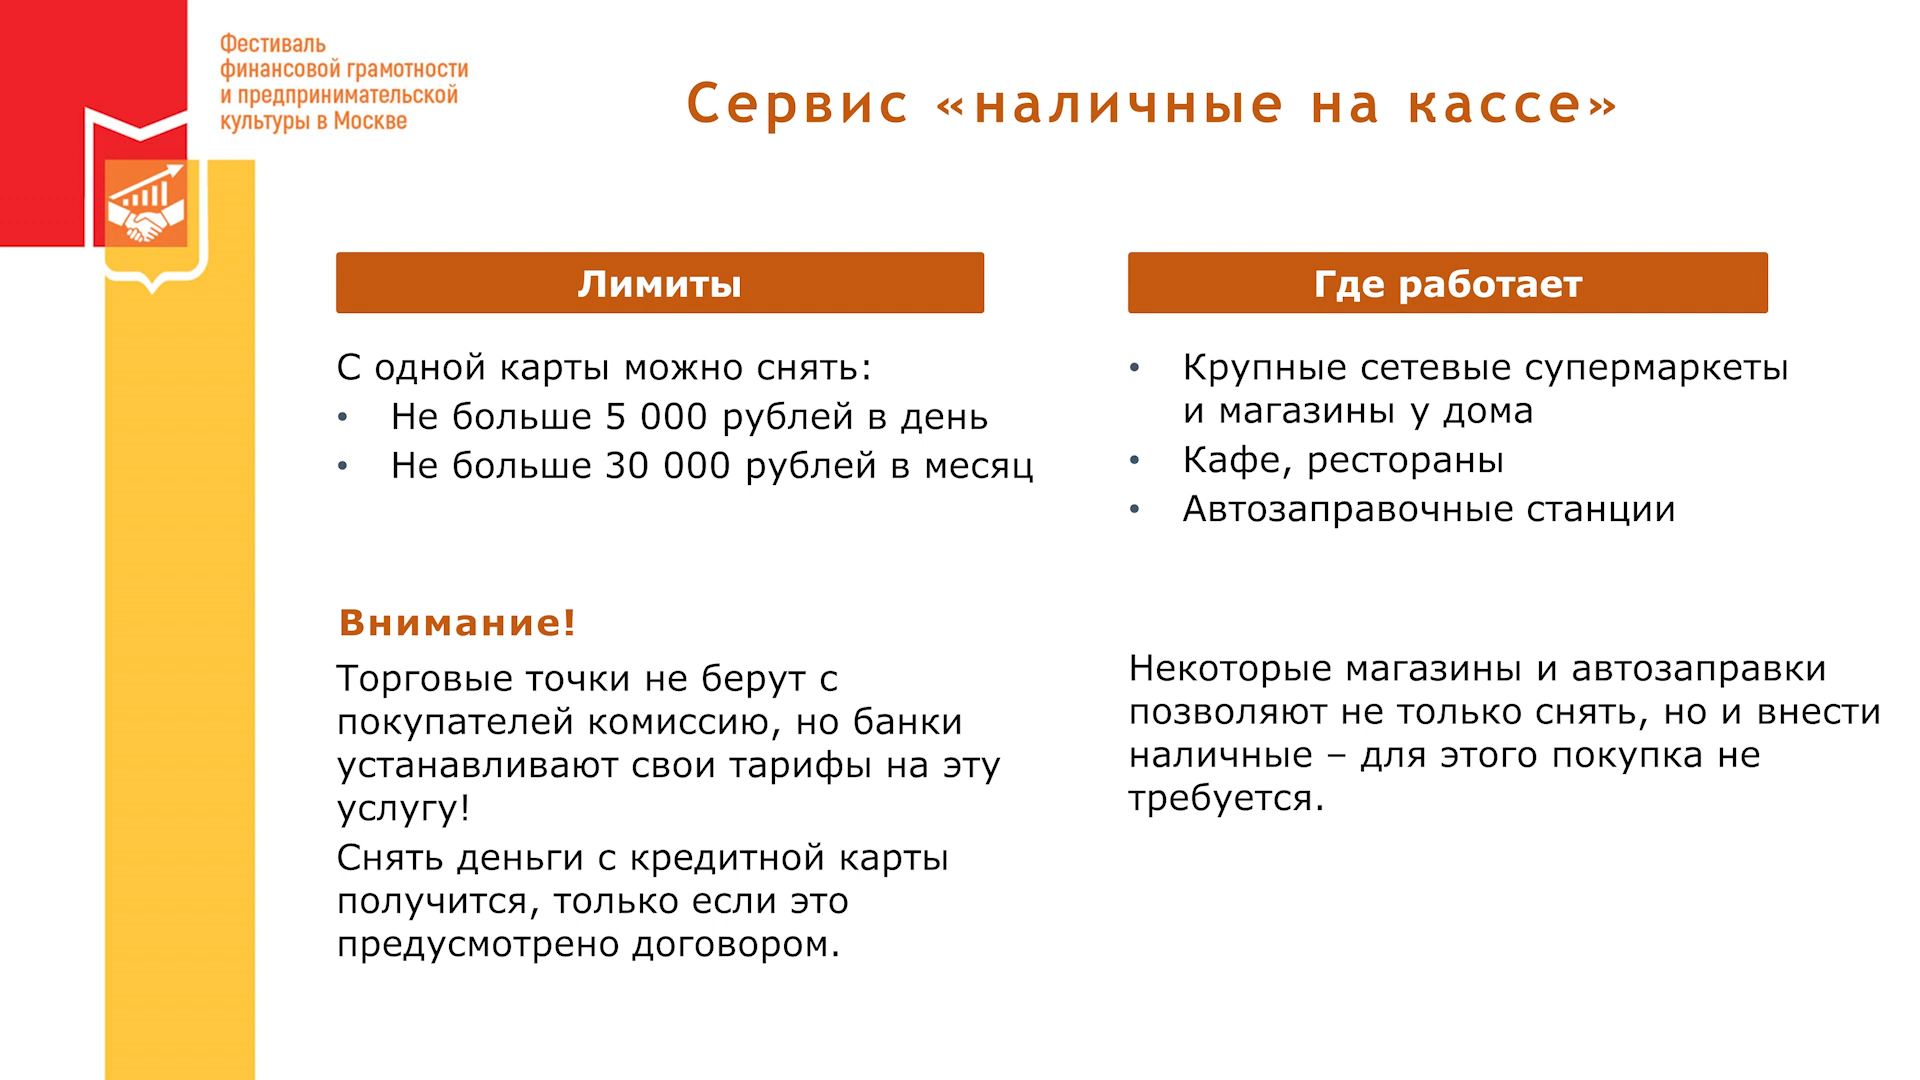 Фестиваль
финансовой грамотности
и предпринимательской
культуры в Москве
Сервис «наличные на кассе»
Лимиты
С одной карты можно снять:
• Не больше 5 000 рублей в день
• Не больше 30 000 рублей в месяц
Внимание!
Торговые точки не берут с
покупателей комиссию, но банки
устанавливают свои тарифы на эту
услугу!
Снять деньги с кредитной карты
получится, только если это
предусмотрено договором.
Где работает
• Крупные сетевые супермаркеты
и магазины у дома
• Кафе, рестораны
• Автозаправочные станции
Некоторые магазины и автозаправки
позволяют не только снять, но и внести
наличные – для этого покупка не
требуется.